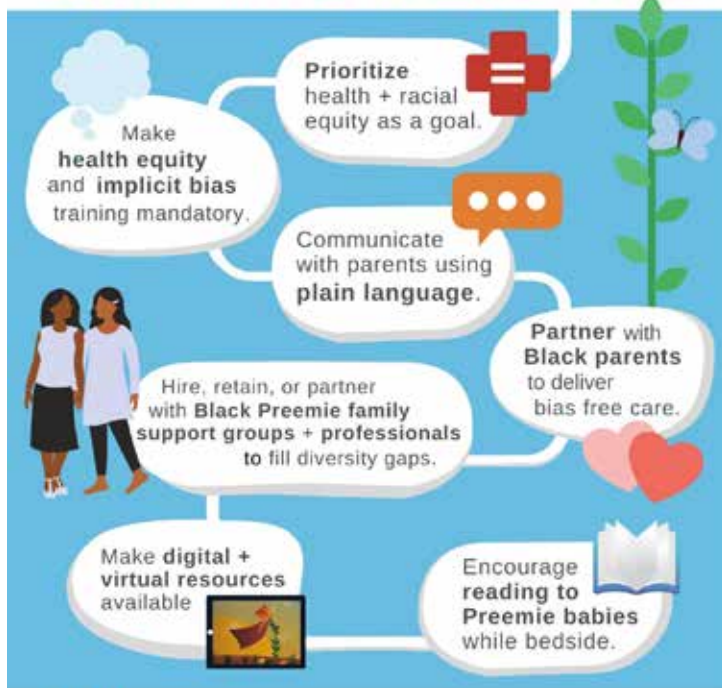 Prioritize
health + racial
equity as a goal.
Make
health equity
and implicit bias
training mandatory.
Communicate
with parents using
plain language.
Partner with
Black parents
to deliver
bias free care.
Hire, retain, or partner
with Black Preemie family
support groups + professionals
to fill diversity gaps.
Make digital +
virtual resources
available
Encourage
reading to
Preemie babies
while bedside.